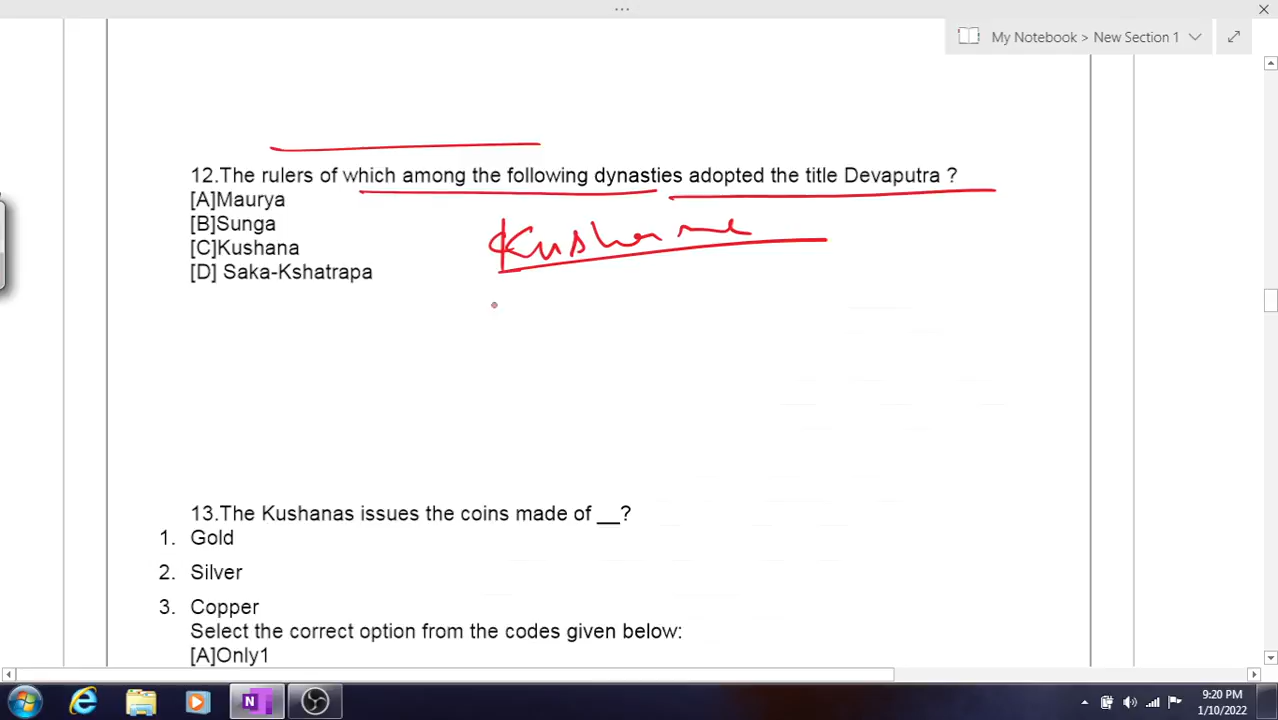 My Notebook > New Section 1
12.The rulers of which among the following dynasties adopted the title Devaputra ?
[A]Maurya
[B]Sunga
[C]Kushana
[D] Saka-Kshatrapa
Kushana
13.The Kushanas issues the coins made of __?
1. Gold
2. Silver
3. Copper
Select the correct option from the codes given below:
[A]Only1
N
9:20 PM
1/10/2022